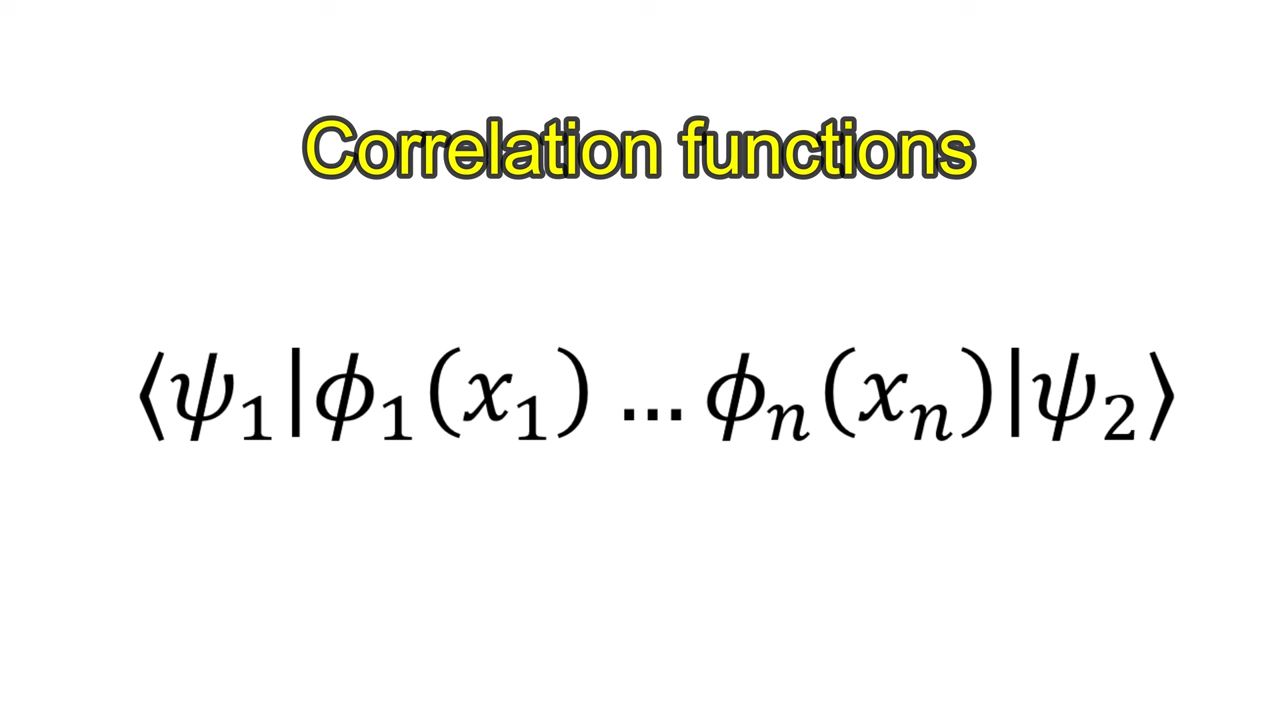 Correlation functions
⟨ψ₁|ϕ₁(x₁) … ϕₙ(xₙ)|ψ₂⟩